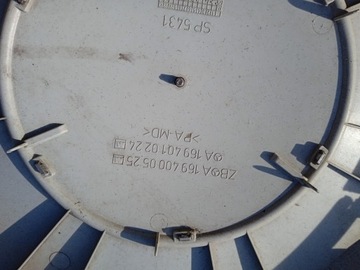 SP 5431
>PA-MD<
A 169 401 02 24
ZB A 169 400 05 25